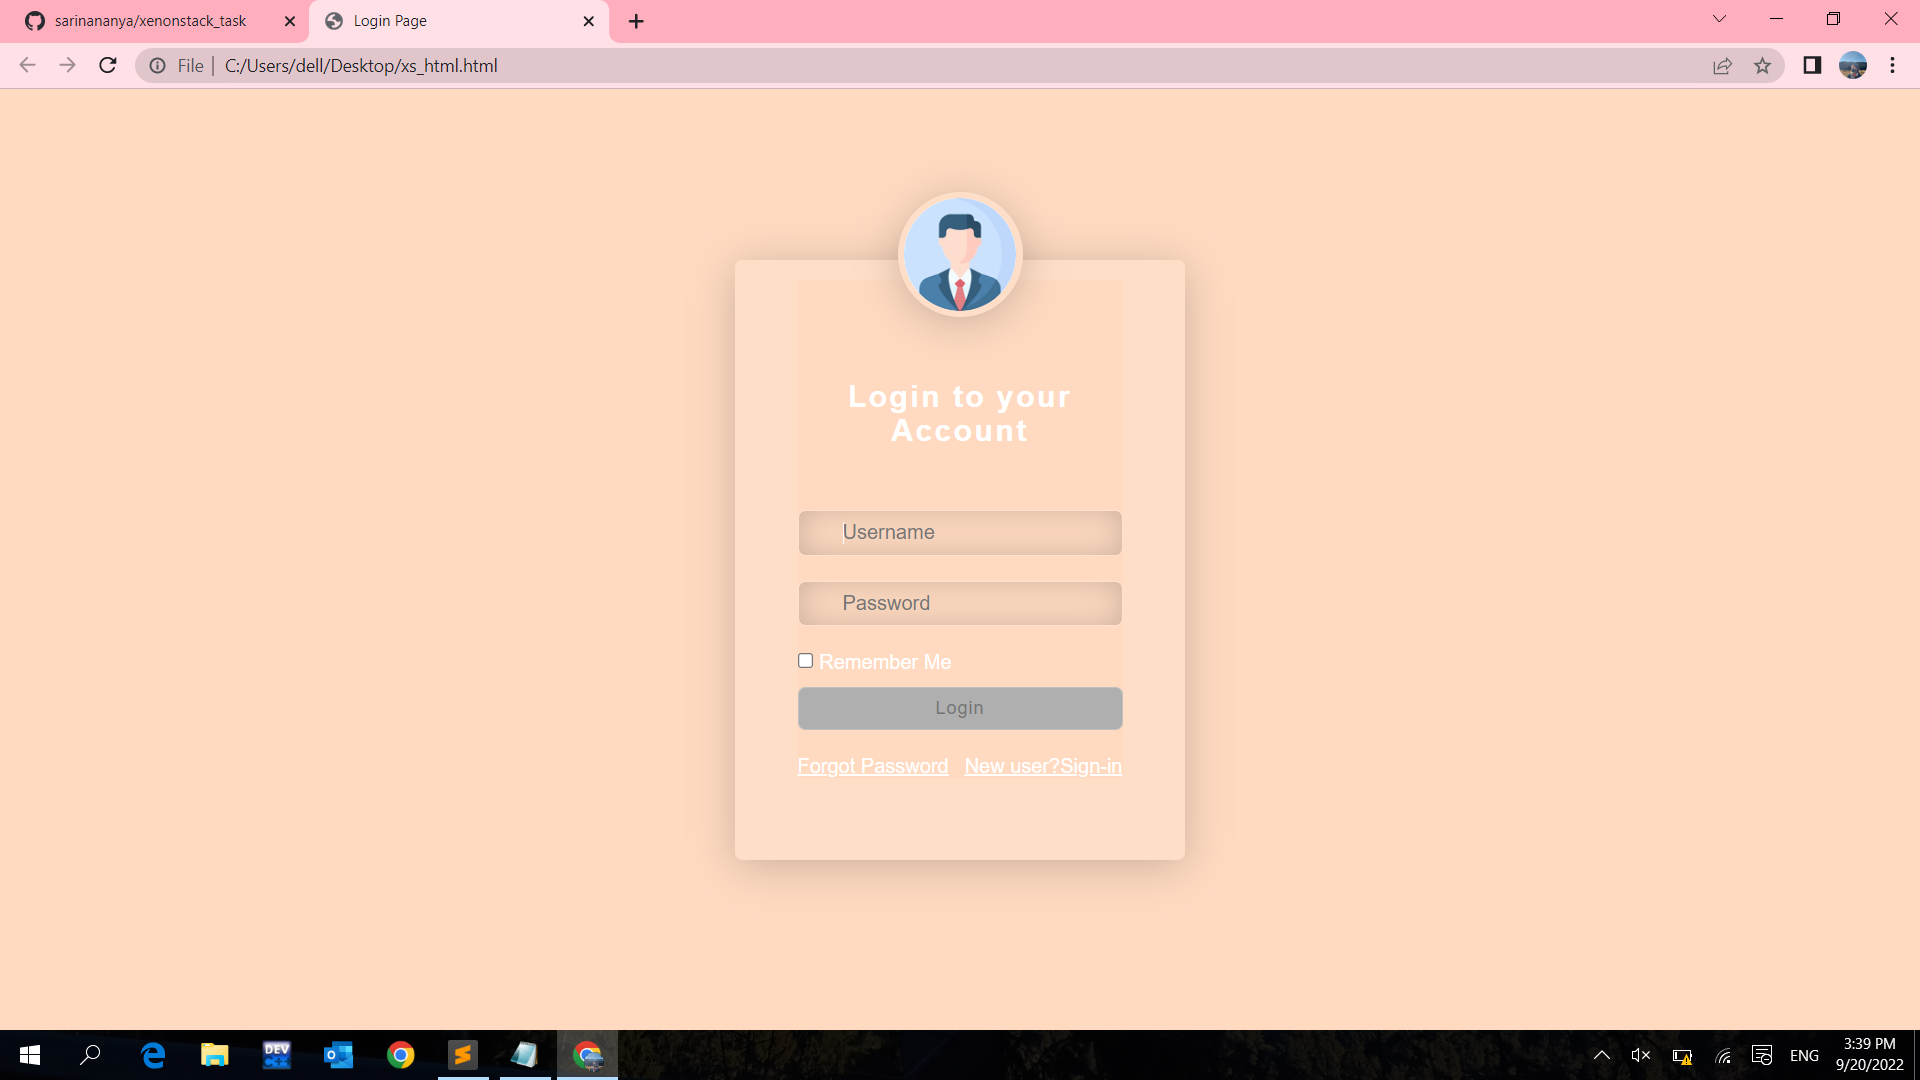 sarinananya/xenonstack_task
Login Page
File
C:/Users/dell/Desktop/xs_html.html
Login to your
Account
Username
Password
Remember Me
Login
Forgot Password New user?Sign-in
DEV
ENG
3:39 PM
9/20/2022